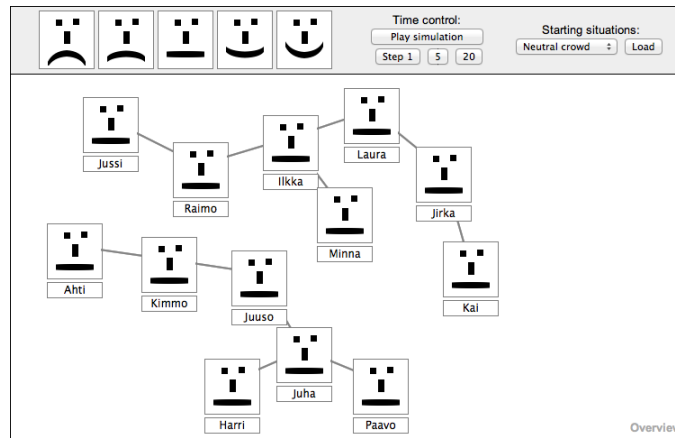 Time control:
Play simulation
Step 1 5 20
Starting situations:
Neutral crowd Load
Jussi
Raimo
Ilkka
Laura
Jirka
Minna
Kai
Ahti
Kimmo
Juuso
Juha
Harri
Paavo
Overview